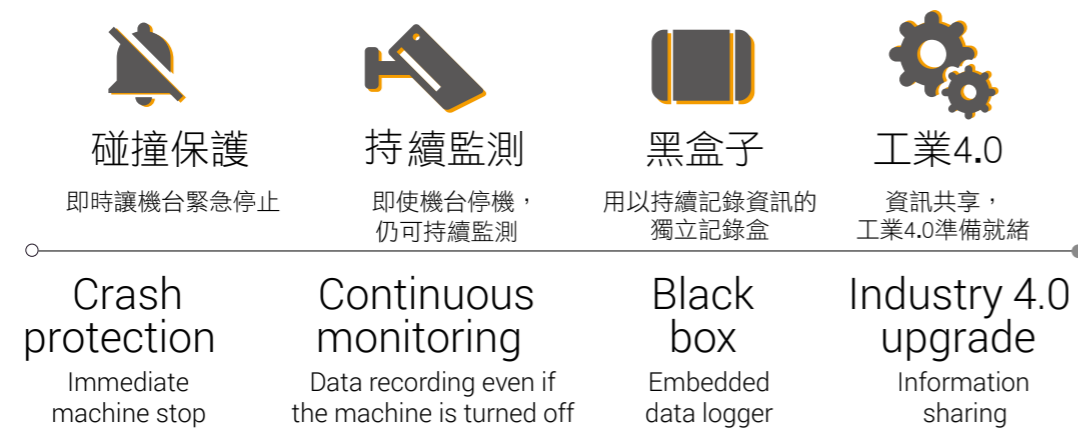 碰撞保護
即時讓機台緊急停止
持續監測
即使機台停機，
仍可持續監測
黑盒子
用以持續記錄資訊的
獨立記錄盒
工業4.0
資訊共享，
工業4.0準備就緒
Crash
protection
Immediate
machine stop
Continuous
monitoring
Data recording even if
the machine is turned off
Black
box
Embedded
data logger
Industry 4.0
upgrade
Information
sharing